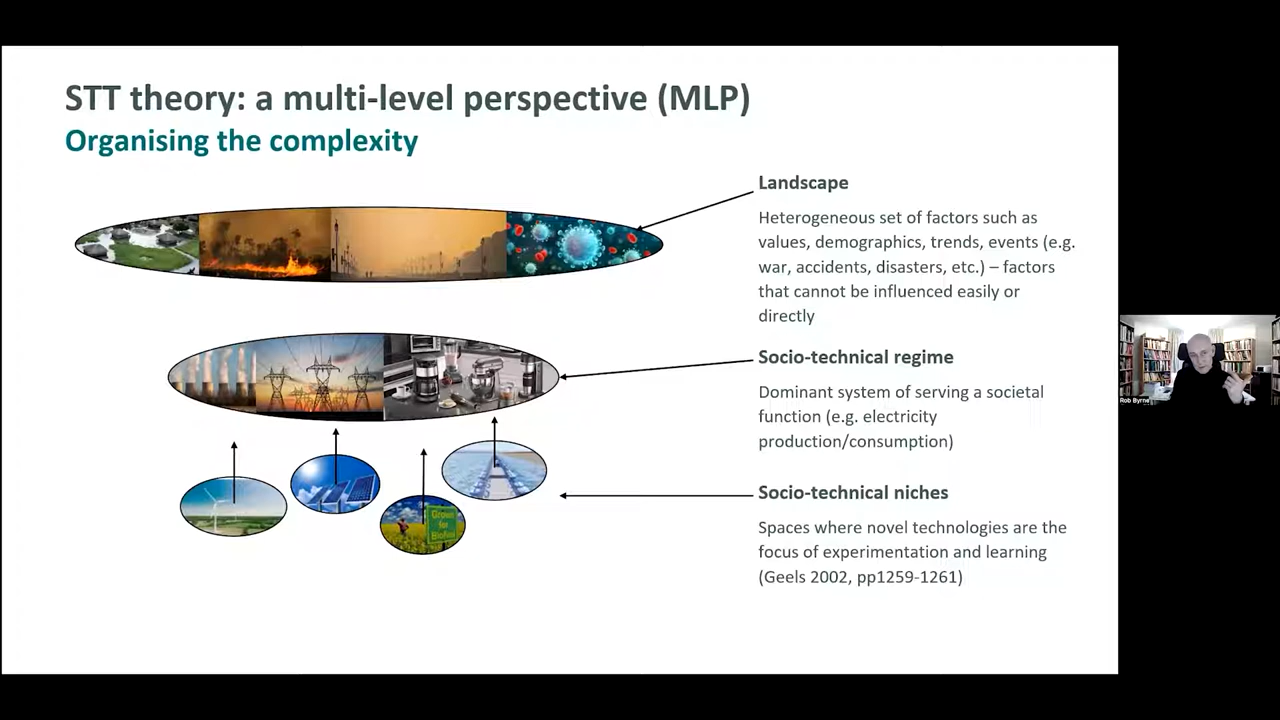 STT theory: a multi-level perspective (MLP)
Organising the complexity
Landscape
Heterogeneous set of factors such as
values, demographics, trends, events (e.g.
war, accidents, disasters, etc.) – factors
that cannot be influenced easily or
directly
Socio-technical regime
Dominant system of serving a societal
function (e.g. electricity
production/consumption)
Socio-technical niches
Spaces where novel technologies are the
focus of experimentation and learning
(Geels 2002, pp1259-1261)
Grown
for
Biofuel
Rob Byrne